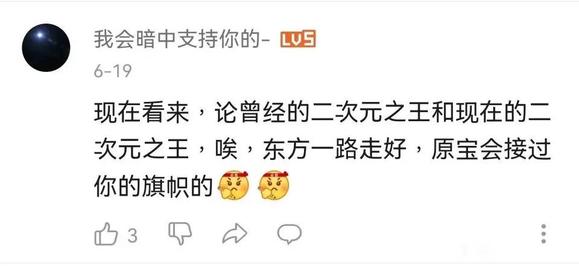 我会暗中支持你的- LV5
6-19
现在看来，论曾经的二次元之王和现在的二
次元之王，唉，东方一路走好，原宝会接过
你的旗帜的
3